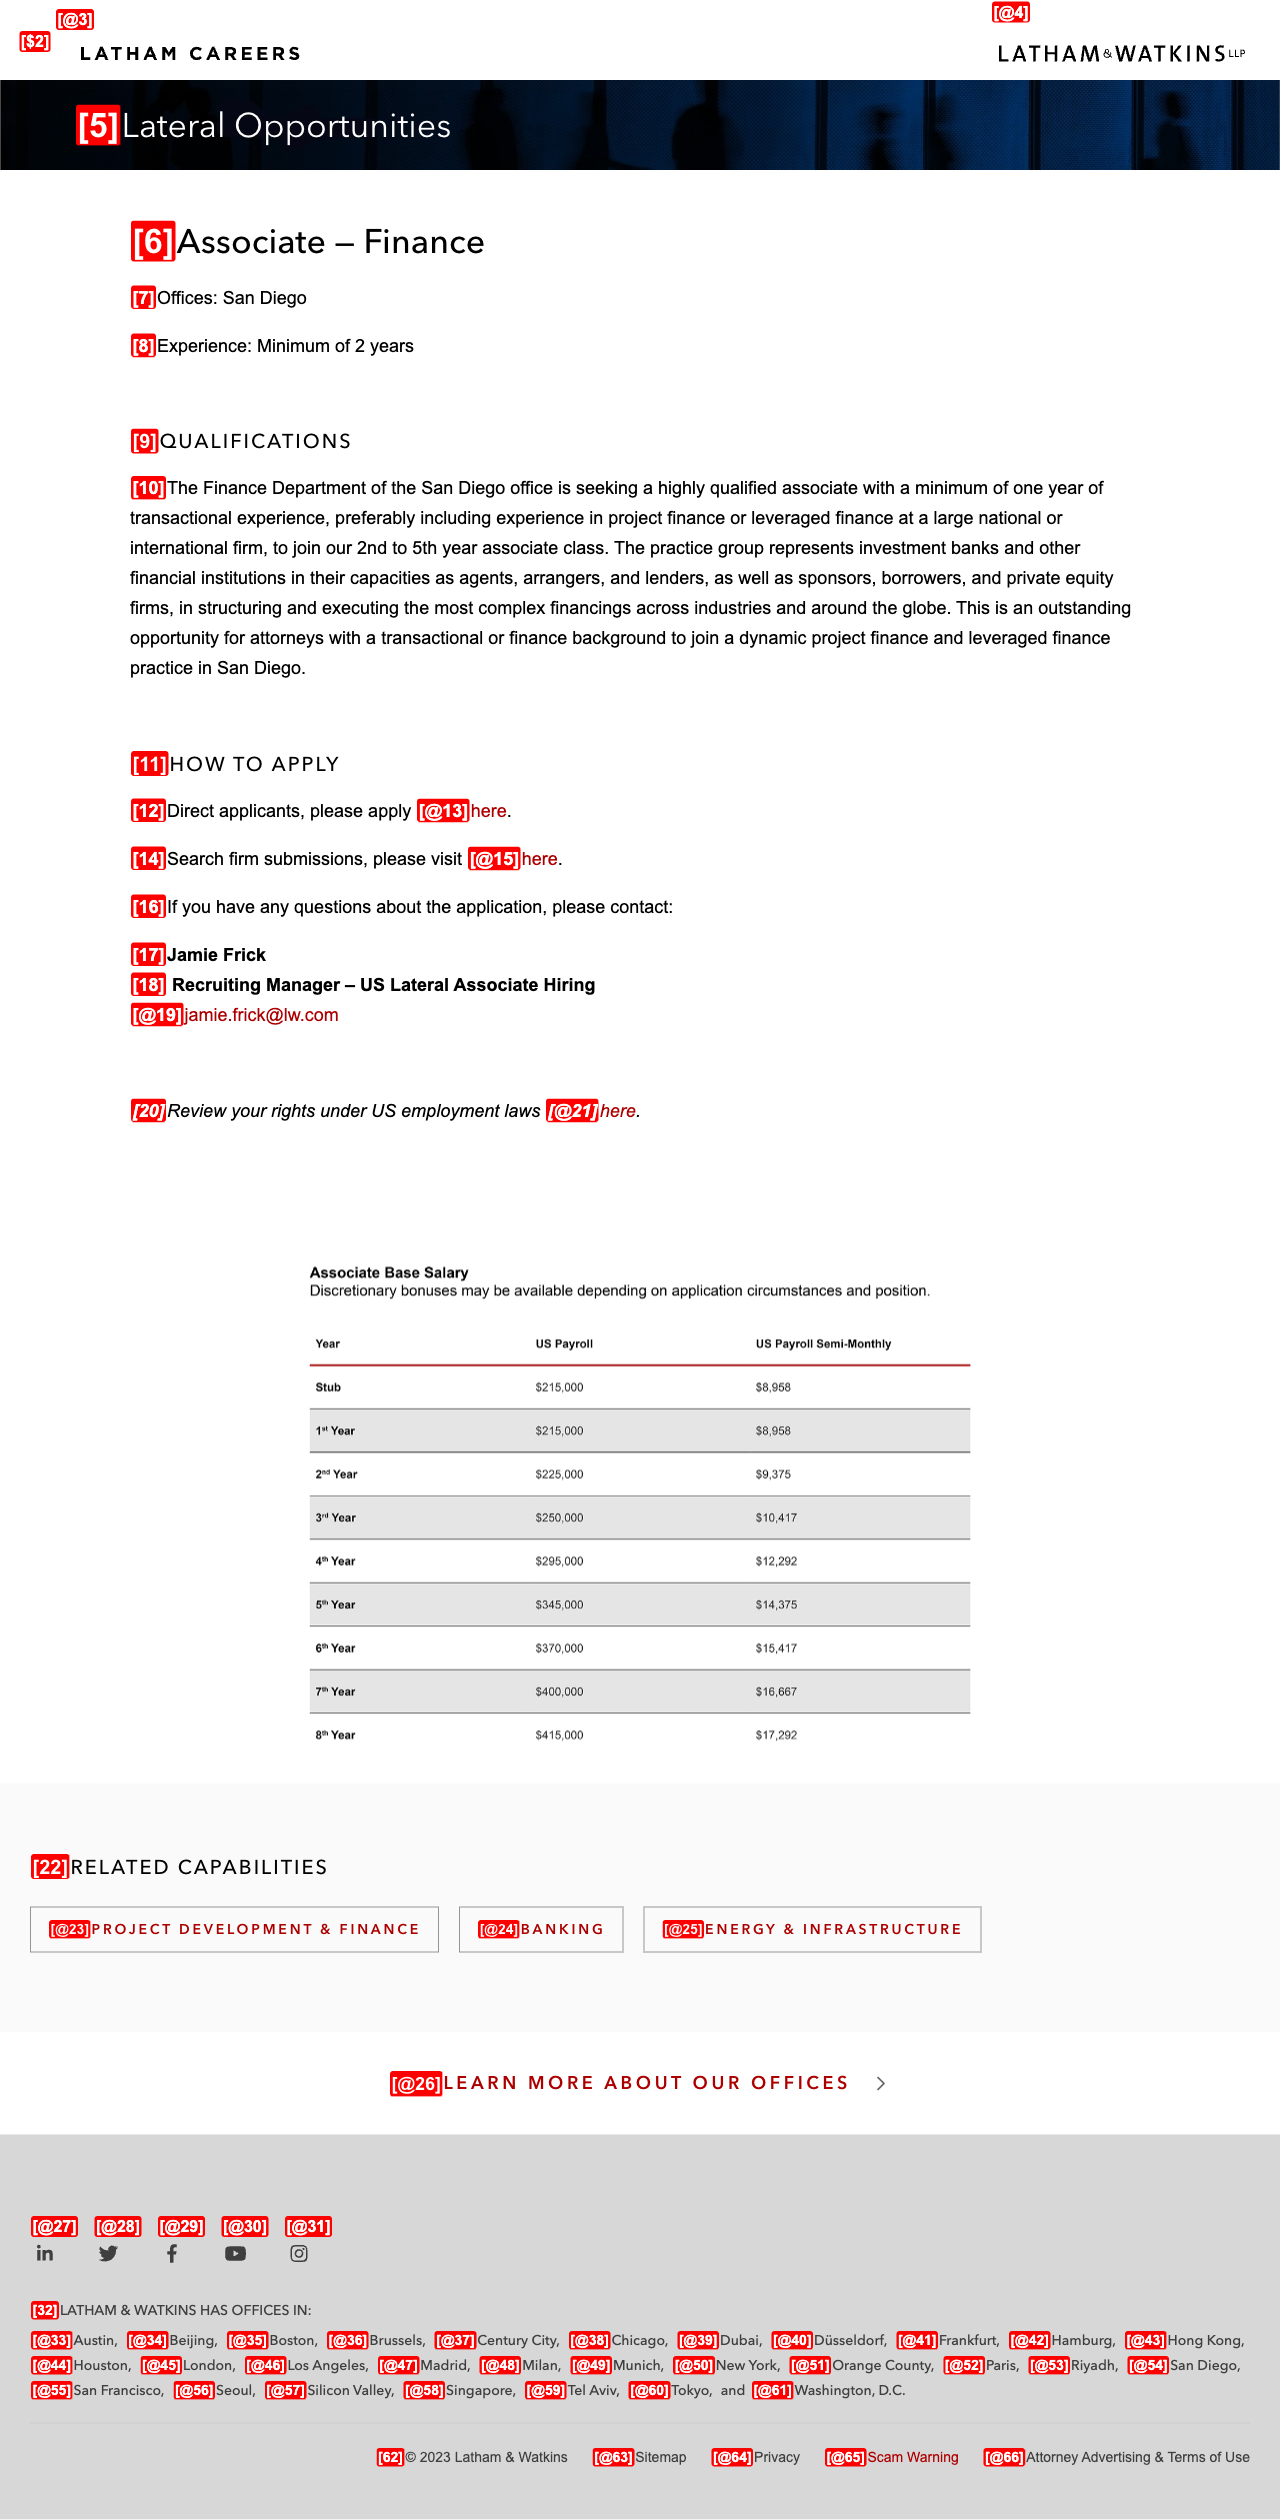 [@3] [@4]
[$2] LATHAM CAREERS LATHAM&WATKINS LLP
[5]Lateral Opportunities
[6]Associate – Finance
[7]Offices: San Diego
[8]Experience: Minimum of 2 years
[9]QUALIFICATIONS
[10]The Finance Department of the San Diego office is seeking a highly qualified associate with a minimum of one year of
transactional experience, preferably including experience in project finance or leveraged finance at a large national or
international firm, to join our 2nd to 5th year associate class. The practice group represents investment banks and other
financial institutions in their capacities as agents, arrangers, and lenders, as well as sponsors, borrowers, and private equity
firms, in structuring and executing the most complex financings across industries and around the globe. This is an outstanding
opportunity for attorneys with a transactional or finance background to join a dynamic project finance and leveraged finance
practice in San Diego.
[11]HOW TO APPLY
[12]Direct applicants, please apply [@13]here.
[14]Search firm submissions, please visit [@15]here.
[16]If you have any questions about the application, please contact:
[17]Jamie Frick
[18] Recruiting Manager – US Lateral Associate Hiring
[@19]jamie.frick@lw.com
[20]Review your rights under US employment laws [@21]here.
Associate Base Salary
Discretionary bonuses may be available depending on application circumstances and position.
Year US Payroll US Payroll Semi-Monthly
Stub $215,000 $8,958
1st Year $215,000 $8,958
2nd Year $225,000 $9,375
3rd Year $250,000 $10,417
4th Year $295,000 $12,292
5th Year $345,000 $14,375
6th Year $370,000 $15,417
7th Year $400,000 $16,667
8th Year $415,000 $17,292
[22]RELATED CAPABILITIES
[@23]PROJECT DEVELOPMENT & FINANCE [@24]BANKING [@25]ENERGY & INFRASTRUCTURE
[@26]LEARN MORE ABOUT OUR OFFICES
[@27] [@28] [@29] [@30] [@31]
[32]LATHAM & WATKINS HAS OFFICES IN:
[@33]Austin, [@34]Beijing, [@35]Boston, [@36]Brussels, [@37]Century City, [@38]Chicago, [@39]Dubai, [@40]Düsseldorf, [@41]Frankfurt, [@42]Hamburg, [@43]Hong Kong,
[@44]Houston, [@45]London, [@46]Los Angeles, [@47]Madrid, [@48]Milan, [@49]Munich, [@50]New York, [@51]Orange County, [@52]Paris, [@53]Riyadh, [@54]San Diego,
[@55]San Francisco, [@56]Seoul, [@57]Silicon Valley, [@58]Singapore, [@59]Tel Aviv, [@60]Tokyo, and [@61]Washington, D.C.
[62]© 2023 Latham & Watkins [@63]Sitemap [@64]Privacy [@65]Scam Warning [@66]Attorney Advertising & Terms of Use